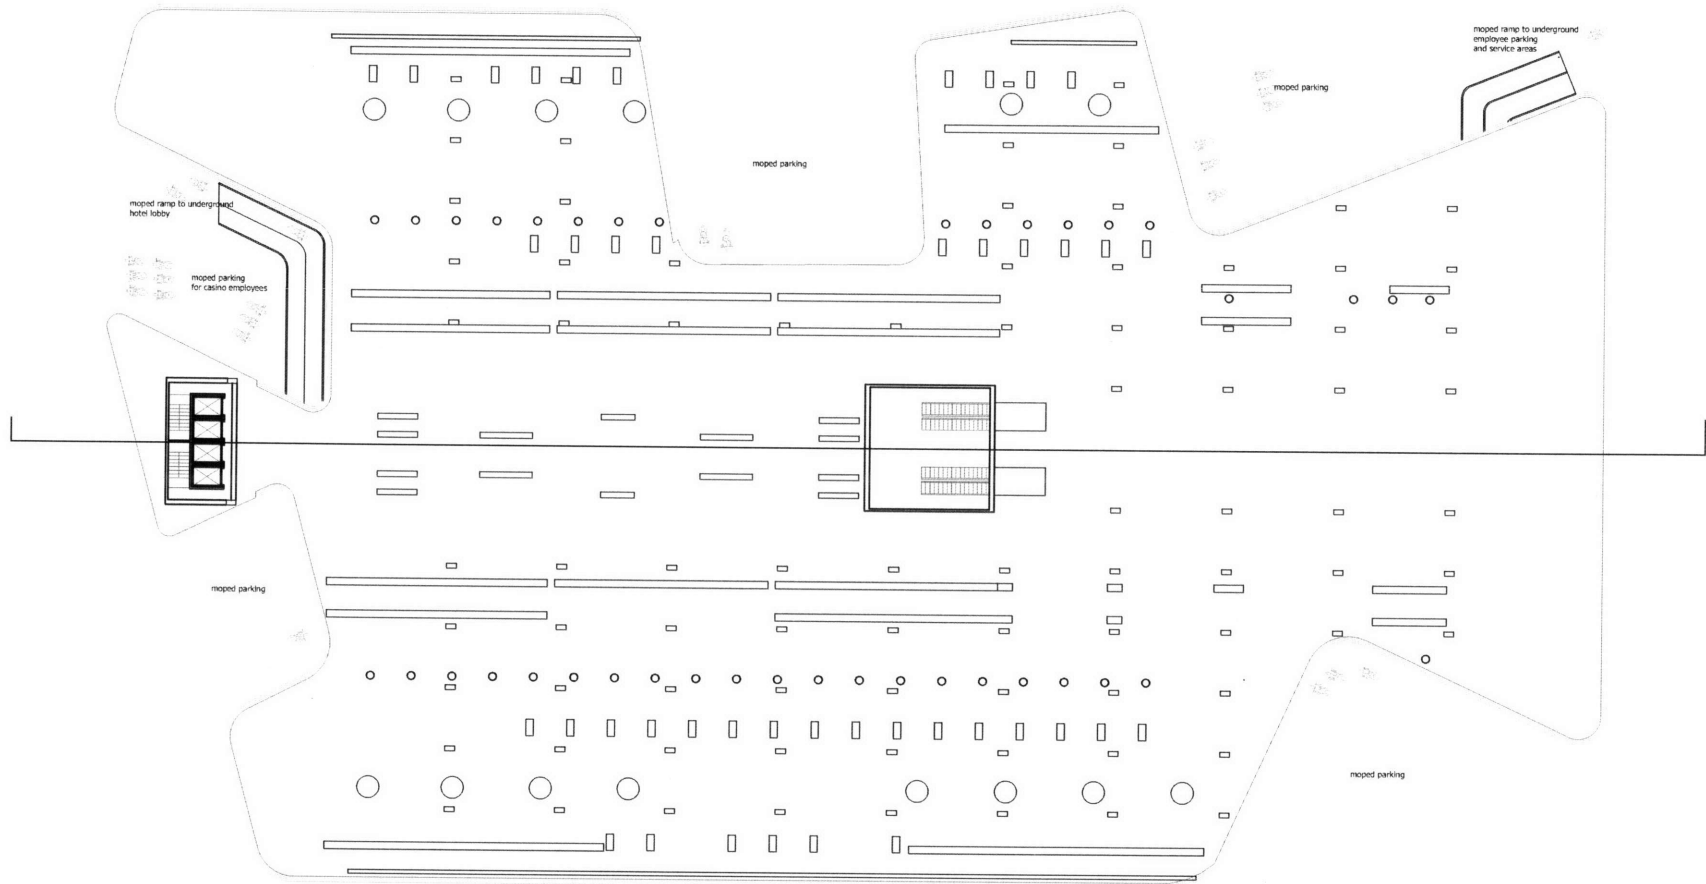 moped ramp to underground
employee parking
and service areas
moped parking
moped parking
moped ramp to underground
hotel lobby
moped parking
for casino employees
moped parking
moped parking